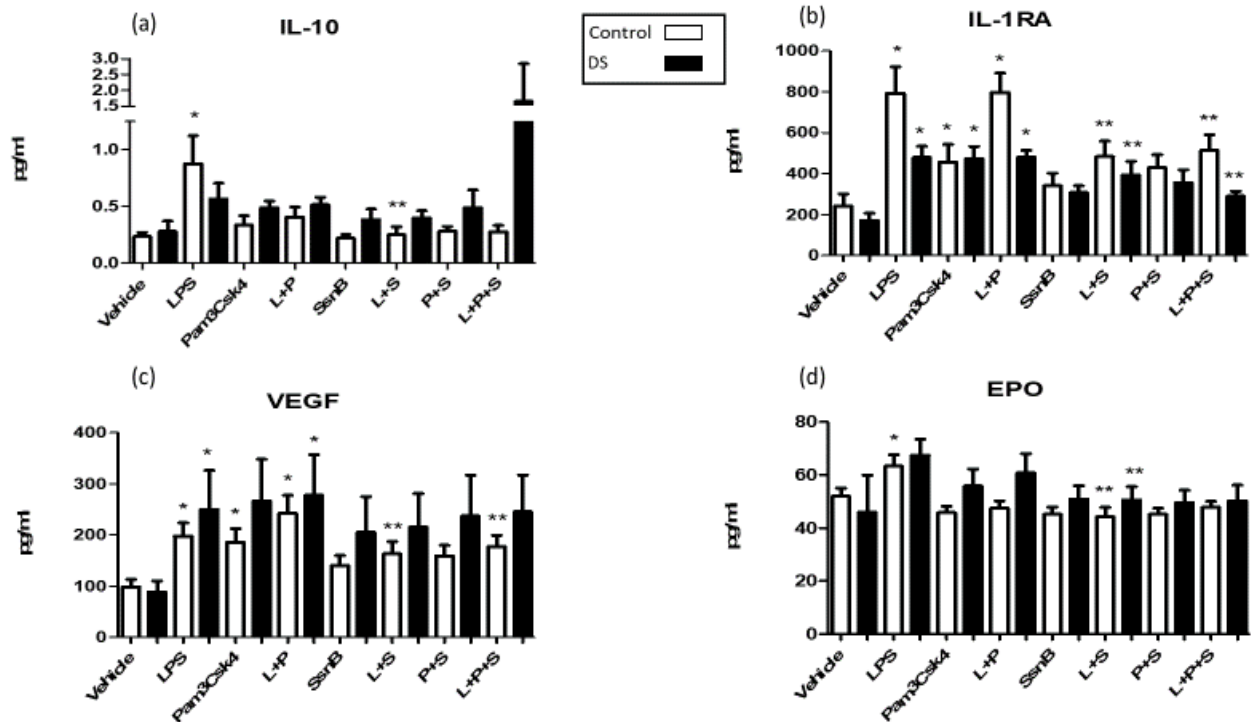 (a)
IL-10
3.0
2.5
2.0
1.5
1.0
0.5
0.0
pg/ml
*
**
Vehicle
LPS
Pam3Csk4
L+P
SsnB
L+S
P+S
L+P+S
Control
DS
(b)
IL-1RA
1000
800
600
400
200
0
pg/ml
*
*
*
*
*
*
**
**
**
**
Vehicle
LPS
Pam3Csk4
L+P
SsnB
L+S
P+S
L+P+S
(c)
VEGF
400
300
200
100
0
pg/ml
*
*
*
*
*
**
**
Vehicle
LPS
Pam3Csk4
L+P
SsnB
L+S
P+S
L+P+S
(d)
EPO
80
60
40
20
0
pg/ml
*
**
**
Vehicle
LPS
Pam3Csk4
L+P
SsnB
L+S
P+S
L+P+S